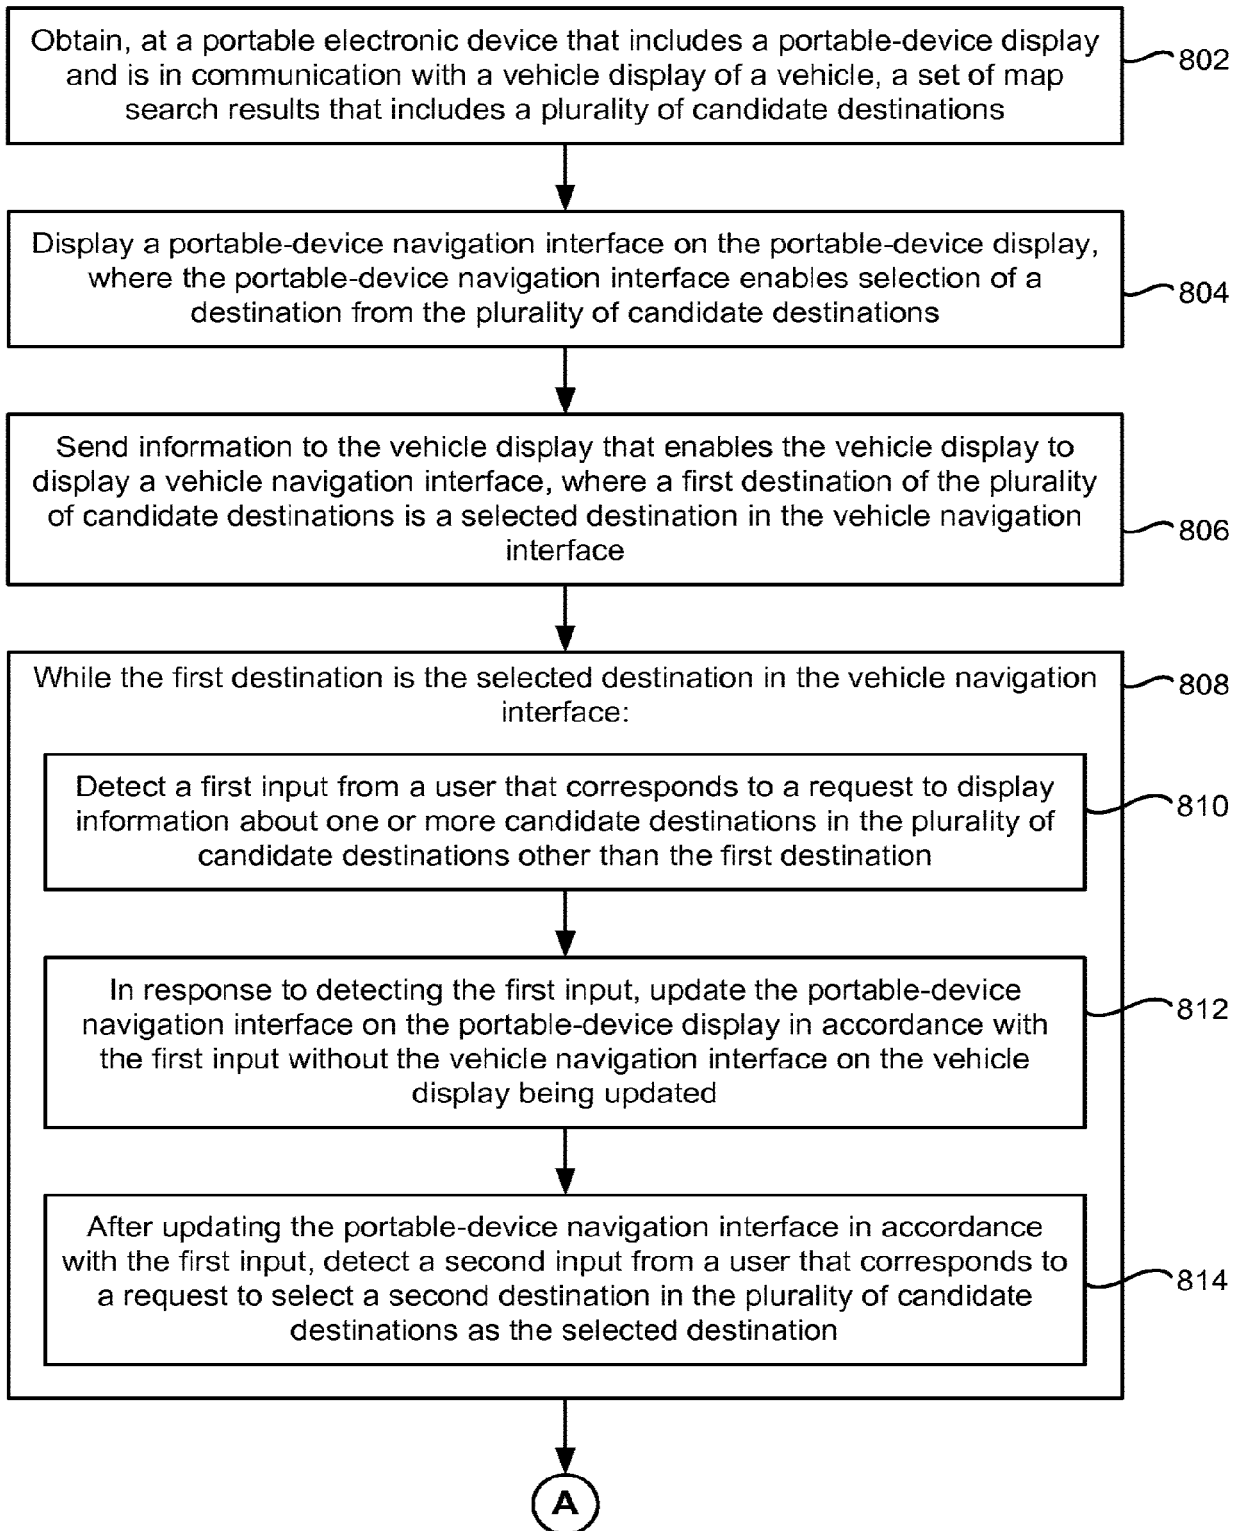 Obtain, at a portable electronic device that includes a portable-device display
and is in communication with a vehicle display of a vehicle, a set of map
search results that includes a plurality of candidate destinations
802
Display a portable-device navigation interface on the portable-device display,
where the portable-device navigation interface enables selection of a
destination from the plurality of candidate destinations
804
Send information to the vehicle display that enables the vehicle display to
display a vehicle navigation interface, where a first destination of the plurality
of candidate destinations is a selected destination in the vehicle navigation
interface
806
While the first destination is the selected destination in the vehicle navigation
interface:
808
Detect a first input from a user that corresponds to a request to display
information about one or more candidate destinations in the plurality of
candidate destinations other than the first destination
810
In response to detecting the first input, update the portable-device
navigation interface on the portable-device display in accordance with
the first input without the vehicle navigation interface on the vehicle
display being updated
812
After updating the portable-device navigation interface in accordance
with the first input, detect a second input from a user that corresponds to
a request to select a second destination in the plurality of candidate
destinations as the selected destination
814
A